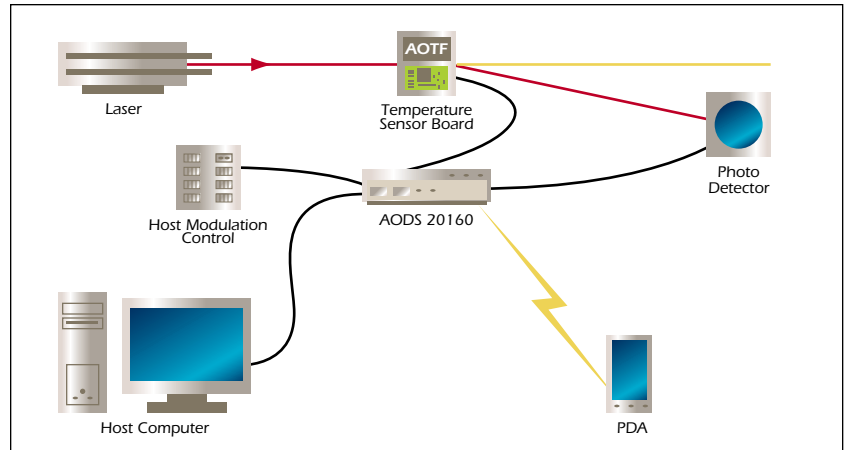 AOTF
Laser
Temperature
Sensor Board
Photo
Detector
Host Modulation
Control
AODS 20160
Host Computer
PDA